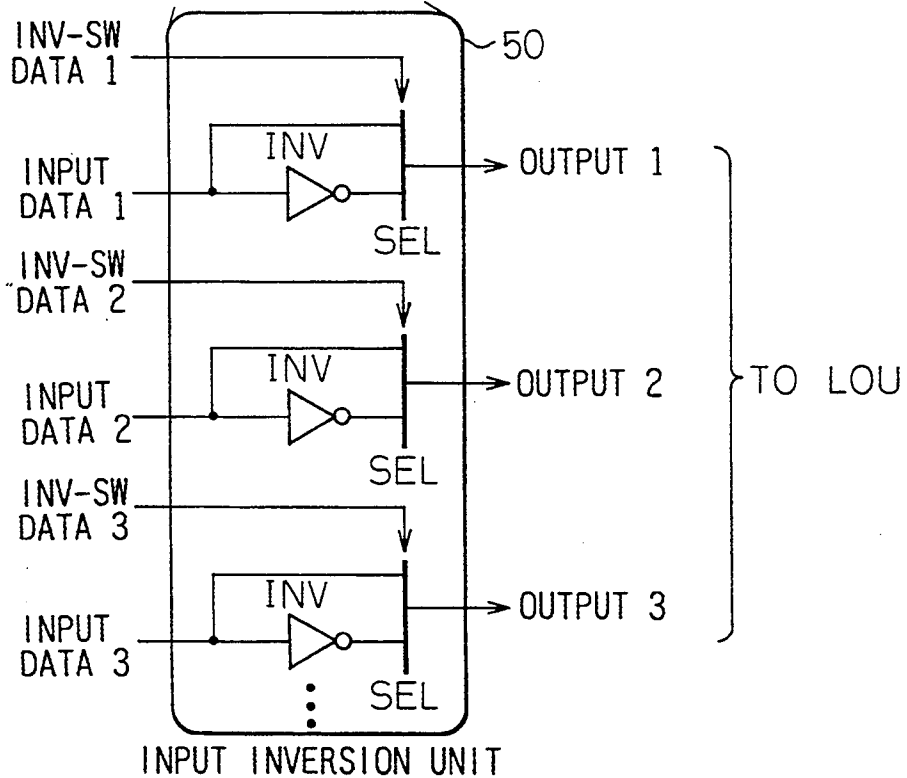 INV-SW
DATA 1
50
INV
OUTPUT 1
INPUT
DATA 1
SEL
INV-SW
DATA 2
INV
OUTPUT 2
TO LOU
INPUT
DATA 2
SEL
INV-SW
DATA 3
INV
OUTPUT 3
INPUT
DATA 3
SEL
INPUT INVERSION UNIT